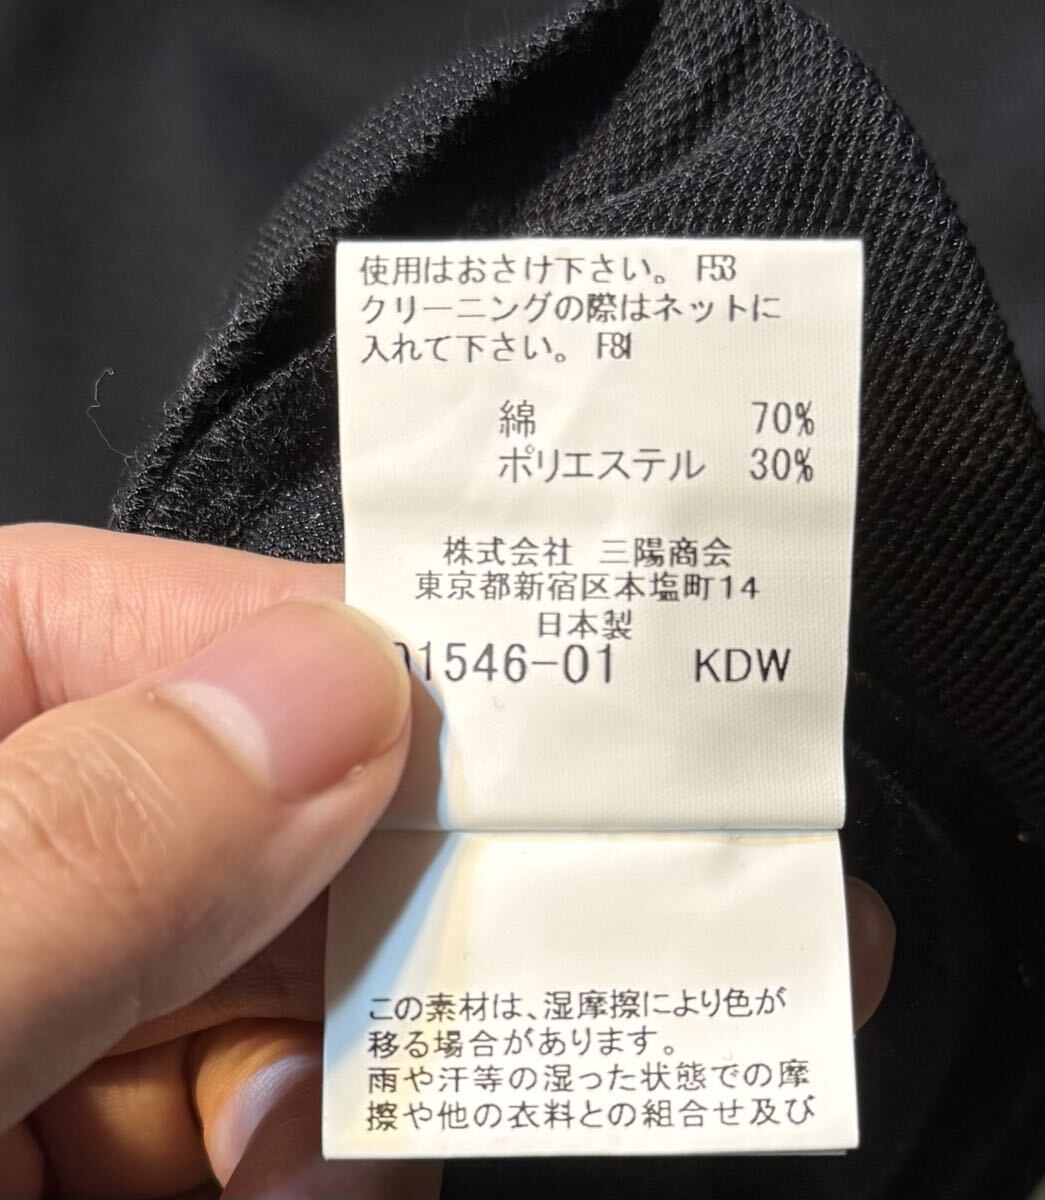 使用はおさけ下さい。 F53
クリーニングの際はネットに
入れて下さい。 F81
綿 70%
ポリエステル 30%
株式会社 三陽商会
東京都新宿区本塩町14
日本製
1546-01 KDW
この素材は、湿摩擦により色が
移る場合があります。
雨や汗等の湿った状態での摩
擦や他の衣料との組合せ及び